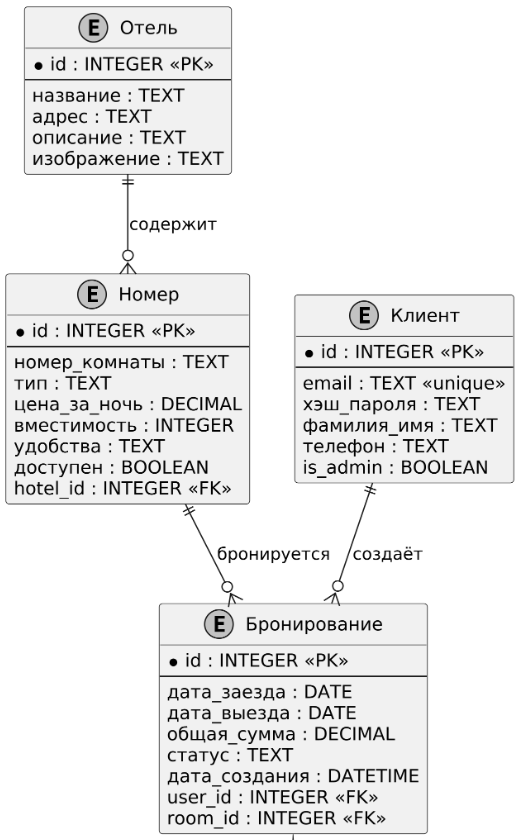 E Отель
id : INTEGER «PK»
название : TEXT
адрес : TEXT
описание : TEXT
изображение : TEXT
содержит
E Номер
id : INTEGER «PK»
номер_комнаты : TEXT
тип : TEXT
цена_за_ночь : DECIMAL
вместимость : INTEGER
удобства : TEXT
доступен : BOOLEAN
hotel_id : INTEGER «FK»
E Клиент
id : INTEGER «PK»
email : TEXT «unique»
хэш_пароля : TEXT
фамилия_имя : TEXT
телефон : TEXT
is_admin : BOOLEAN
бронируется
создаёт
E Бронирование
id : INTEGER «PK»
дата_заезда : DATE
дата_выезда : DATE
общая_сумма : DECIMAL
статус : TEXT
дата_создания : DATETIME
user_id : INTEGER «FK»
room_id : INTEGER «FK»